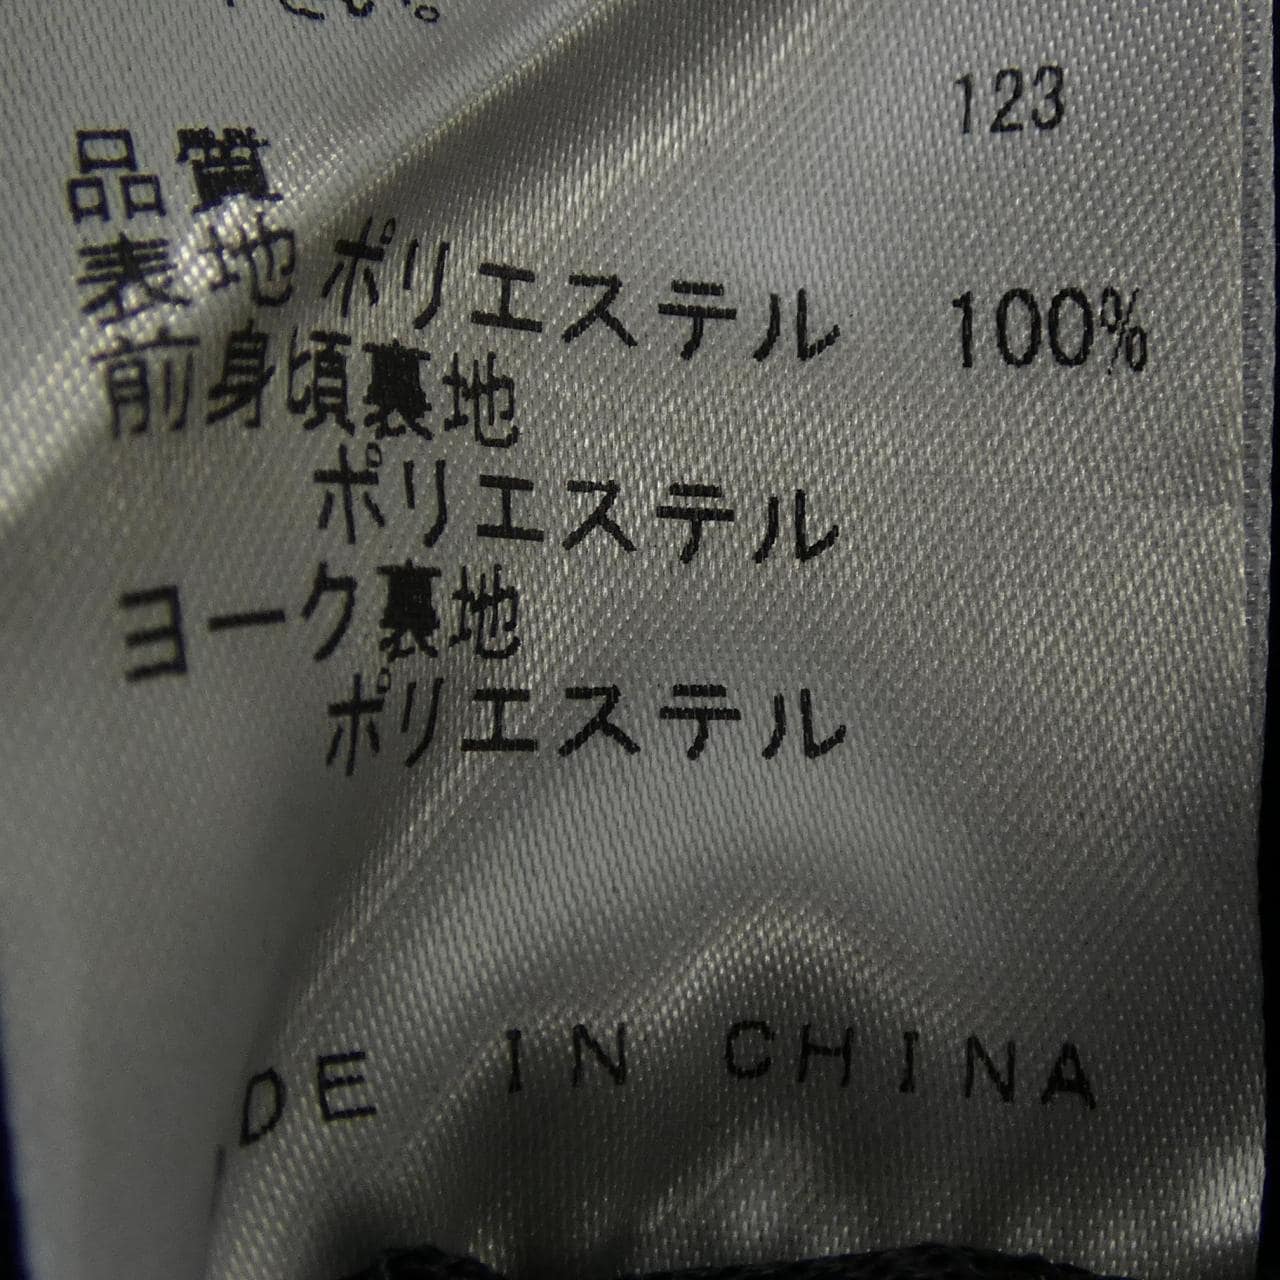 123
品質
表地 ポリエステル 100%
前身頃裏地
ポリエステル
ヨーク裏地
ポリエステル
DE IN CHINA